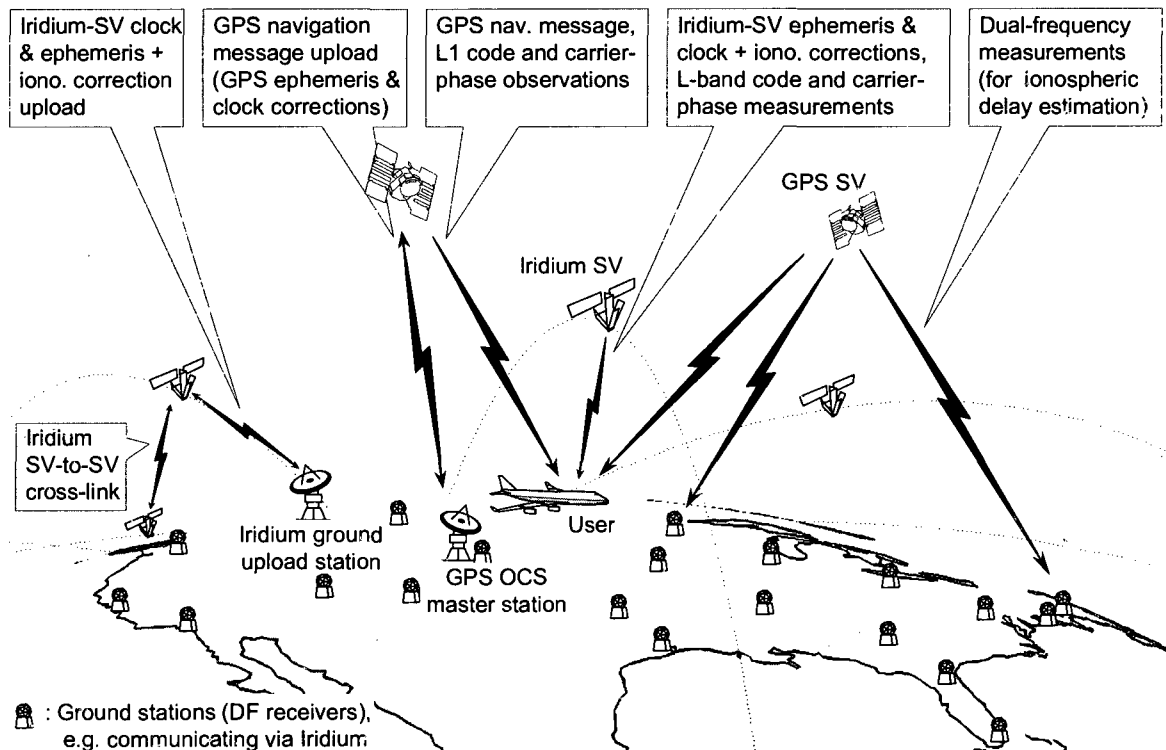 Iridium-SV clock
& ephemeris +
iono. correction
upload
GPS navigation
message upload
(GPS ephemeris &
clock corrections)
GPS nav. message,
L1 code and carrier-
phase observations
Iridium-SV ephemeris &
clock + iono. corrections,
L-band code and carrier-
phase measurements
Dual-frequency
measurements
(for ionospheric
delay estimation)
GPS SV
Iridium SV
Iridium
SV-to-SV
cross-link
Iridium ground
upload station
GPS OCS
master station
User
: Ground stations (DF receivers),
e.g. communicating via Iridium